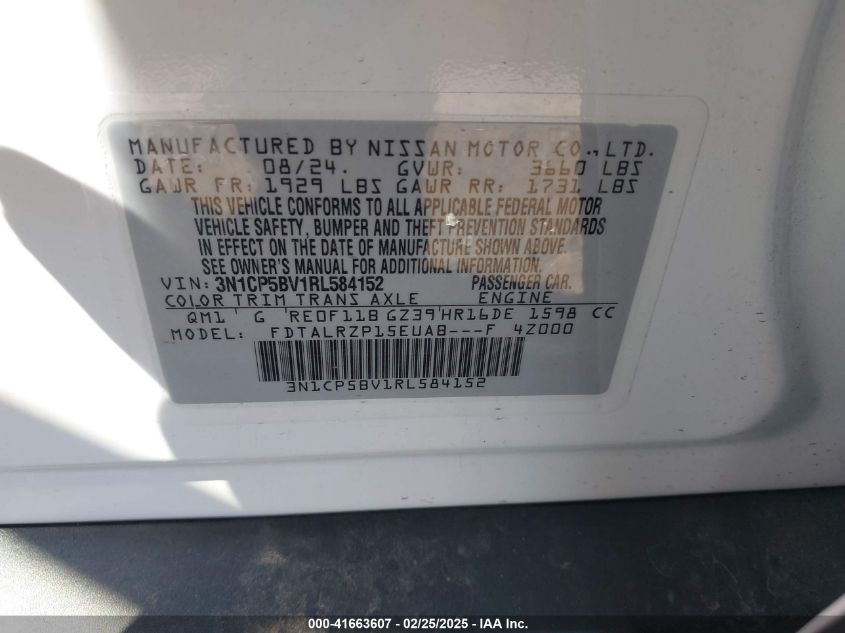 MANUFACTURED BY NISSAN MOTOR CO., LTD.
DATE: 08/24. GVWR: 3660 LBS
GAWR FR: 1929 LBS GAWR RR: 1731 LBS
THIS VEHICLE CONFORMS TO ALL APPLICABLE FEDERAL MOTOR
VEHICLE SAFETY, BUMPER AND THEFT PREVENTION STANDARDS
IN EFFECT ON THE DATE OF MANUFACTURE SHOWN ABOVE.
SEE OWNER'S MANUAL FOR ADDITIONAL INFORMATION.
VIN: 3N1CP5BV1RL584152 PASSENGER CAR.
COLOR TRIM TRANS AXLE ENGINE
QM1 G RE0F11B GZ39 HR16DE 1598 CC
MODEL: FDTALRZP15EUAB---F 4Z000
3N1CP5BV1RL584152
000-41663607 - 02/25/2025 - IAA Inc.